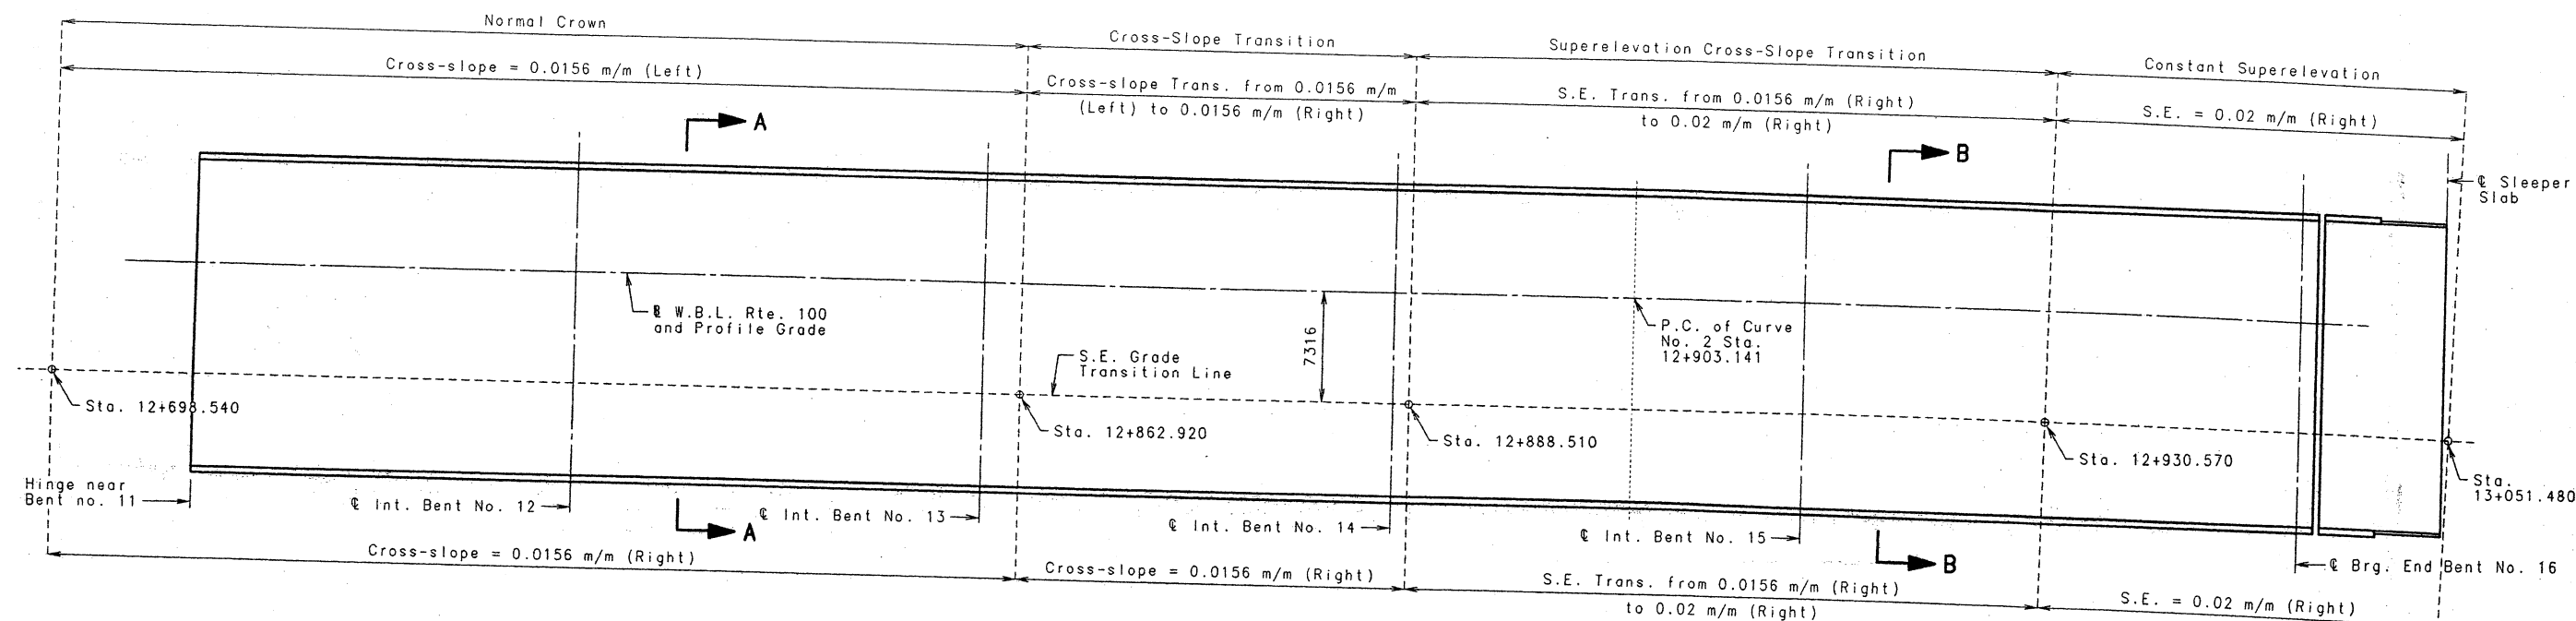 Normal Crown
Cross-Slope Transition
Superelevation Cross-Slope Transition
Constant Superelevation
Cross-slope = 0.0156 m/m (Left)
Cross-slope Trans. from 0.0156 m/m
(Left) to 0.0156 m/m (Right)
S.E. Trans. from 0.0156 m/m (Right)
to 0.02 m/m (Right)
S.E. = 0.02 m/m (Right)
A
B
℄ Sleeper
Slab
W.B.L. Rte. 100
and Profile Grade
7316
P.C. of Curve
No. 2 Sta.
12+903.141
S.E. Grade
Transition Line
Sta. 12+698.540
Sta. 12+862.920
Sta. 12+888.510
Sta. 12+930.570
Sta.
13+051.480
Hinge near
Bent no. 11
℄ Int. Bent No. 12
A
℄ Int. Bent No. 13
℄ Int. Bent No. 14
℄ Int. Bent No. 15
B
℄ Brg. End Bent No. 16
Cross-slope = 0.0156 m/m (Right)
Cross-slope = 0.0156 m/m (Right)
S.E. Trans. from 0.0156 m/m (Right)
to 0.02 m/m (Right)
S.E. = 0.02 m/m (Right)